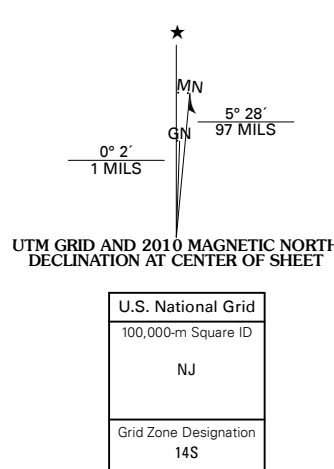 ★
MN
5° 28´
97 MILS
GN
0° 2´
1 MILS
UTM GRID AND 2010 MAGNETIC NORTH
DECLINATION AT CENTER OF SHEET
U.S. National Grid
100,000-m Square ID
NJ
Grid Zone Designation
14S